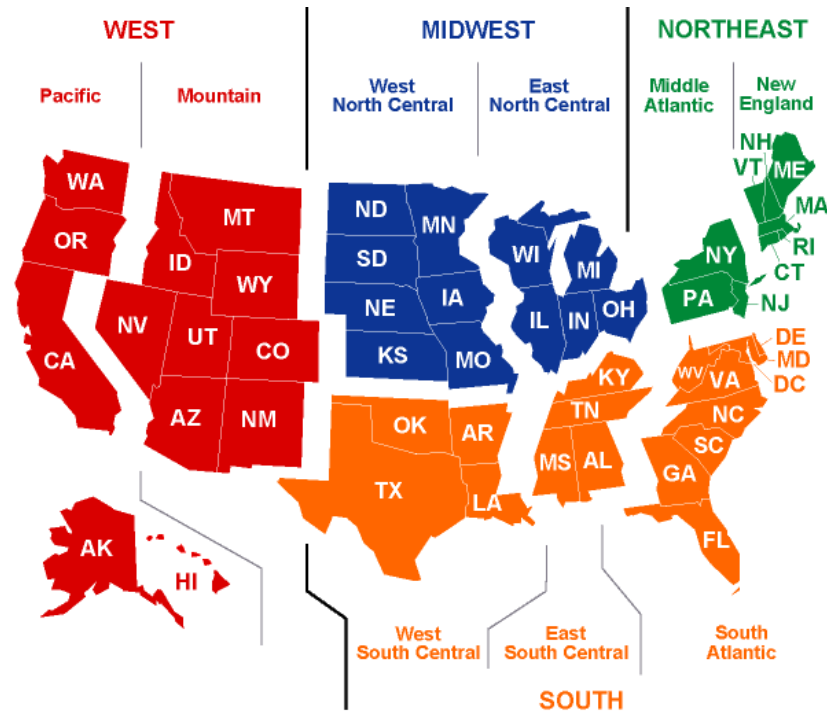 WEST
MIDWEST
NORTHEAST
Pacific
Mountain
West
North Central
East
North Central
Middle
Atlantic
New
England
WA
OR
CA
MT
ID
WY
NV
UT
CO
AZ
NM
AK
HI
ND
SD
NE
KS
MN
IA
MO
WI
MI
IL
IN
OH
NH
VT
ME
MA
RI
CT
NY
PA
NJ
OK
TX
AR
LA
KY
TN
MS
AL
DE
MD
DC
WV
VA
NC
SC
GA
FL
West
South Central
East
South Central
South
Atlantic
SOUTH